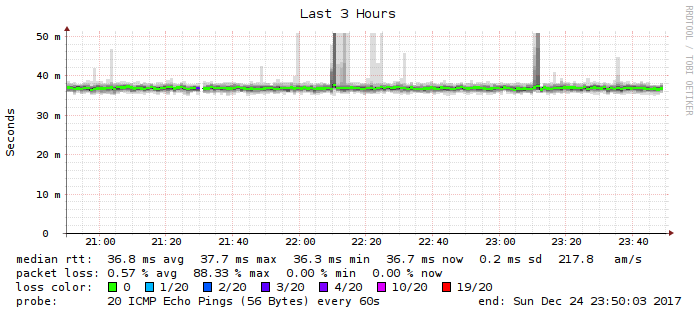 Last 3 Hours
RRDTOOL / TOBI OETIKER
Seconds
50 m
40 m
30 m
20 m
10 m
0
21:00 21:20 21:40 22:00 22:20 22:40 23:00 23:20 23:40
median rtt: 36.8 ms avg 37.7 ms max 36.3 ms min 36.7 ms now 0.2 ms sd 217.8 am/s
packet loss: 0.57 % avg 88.33 % max 0.00 % min 0.00 % now
loss color: 0 1/20 2/20 3/20 4/20 10/20 19/20
probe: 20 ICMP Echo Pings (56 Bytes) every 60s end: Sun Dec 24 23:50:03 2017